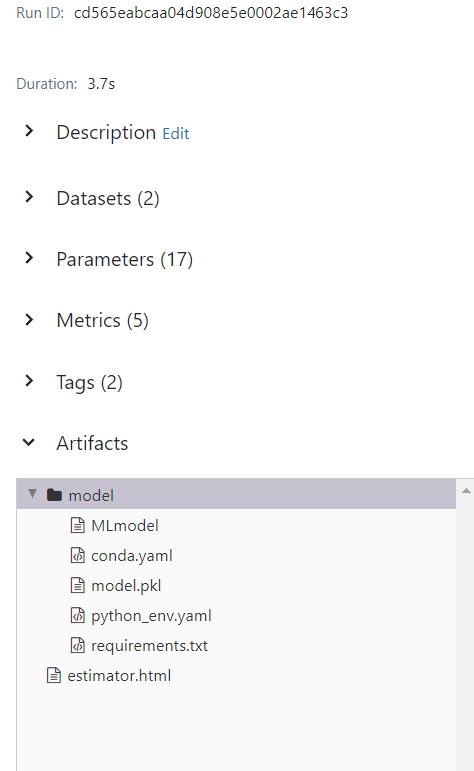 Run ID: cd565eabcaa04d908e5e0002ae1463c3
Duration: 3.7s
Description Edit
Datasets (2)
Parameters (17)
Metrics (5)
Tags (2)
Artifacts
model
MLmodel
conda.yaml
model.pkl
python_env.yaml
requirements.txt
estimator.html